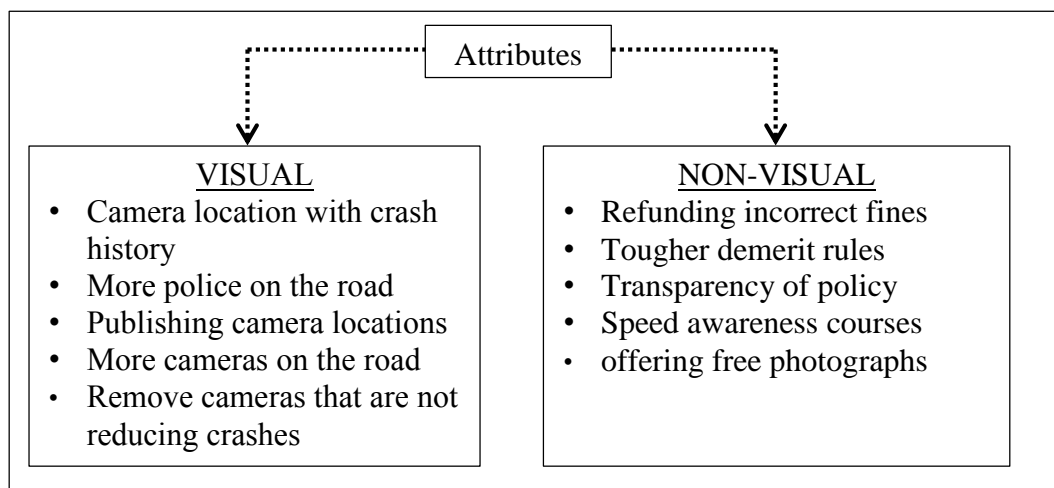 Attributes
VISUAL
• Camera location with crash
history
• More police on the road
• Publishing camera locations
• More cameras on the road
• Remove cameras that are not
reducing crashes
NON-VISUAL
• Refunding incorrect fines
• Tougher demerit rules
• Transparency of policy
• Speed awareness courses
• offering free photographs